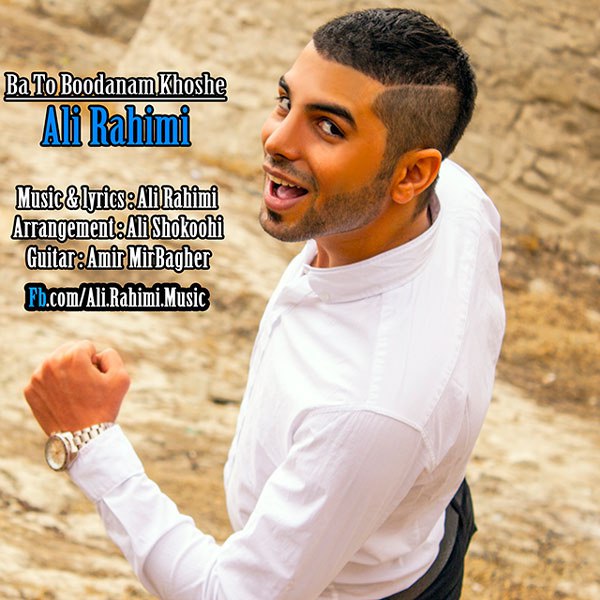 Ba To Boodanam Khoshe
Ali Rahimi
Music & lyrics : Ali Rahimi
Arrangement : Ali Shokoohi
Guitar : Amir MirBagher
Fb.com/Ali.Rahimi.Music